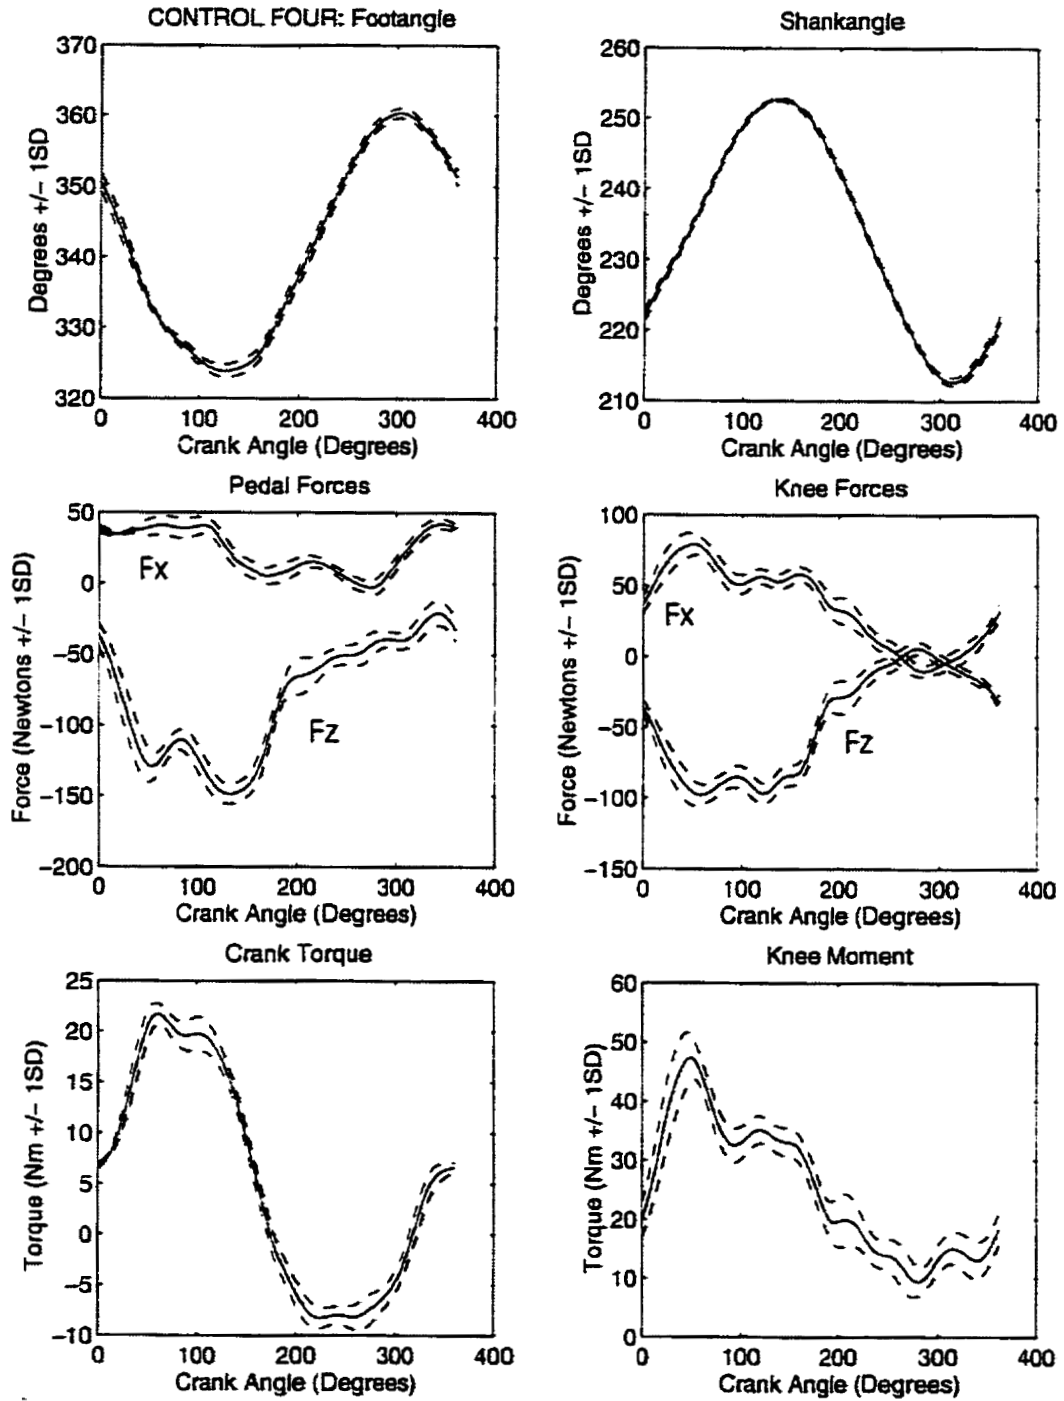 CONTROL FOUR: Footangle
370
360
350
340
330
320
Degrees +/- 1SD
0 100 200 300 400
Crank Angle (Degrees)
Shankangle
260
250
240
230
220
210
Degrees +/- 1SD
0 100 200 300 400
Crank Angle (Degrees)
Pedal Forces
50
0
-50
-100
-150
-200
Force (Newtons +/- 1SD)
Fx
Fz
0 100 200 300 400
Crank Angle (Degrees)
Knee Forces
100
50
0
-50
-100
-150
Force (Newtons +/- 1SD)
Fx
Fz
0 100 200 300 400
Crank Angle (Degrees)
Crank Torque
25
20
15
10
5
0
-5
-10
Torque (Nm +/- 1SD)
0 100 200 300 400
Crank Angle (Degrees)
Knee Moment
60
50
40
30
20
10
0
Torque (Nm +/- 1SD)
0 100 200 300 400
Crank Angle (Degrees)